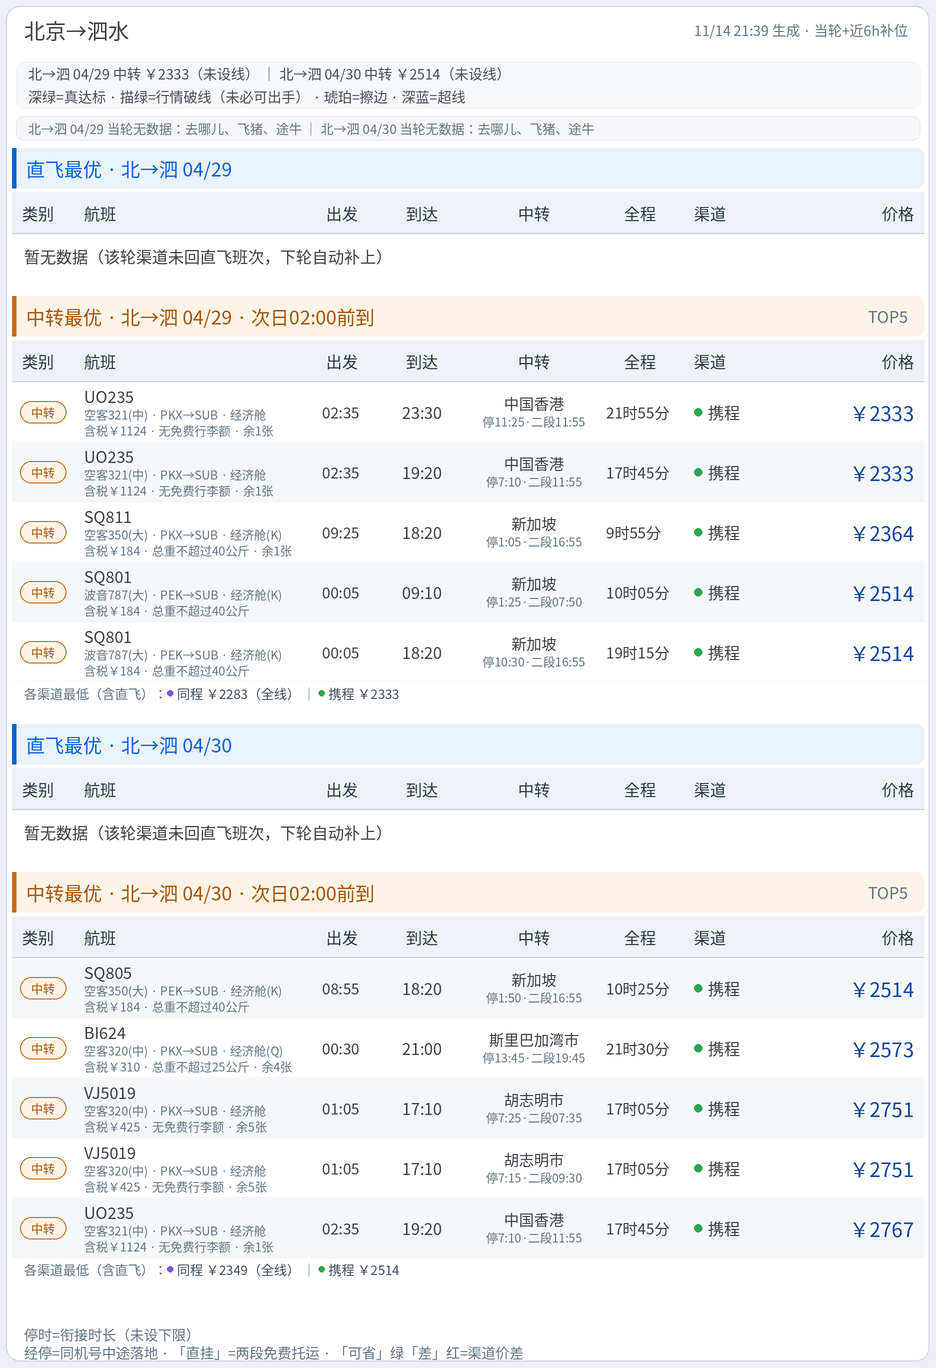 北京→泗水
11/14 21:39 生成 · 当轮+近6h补位
北→泗 04/29 中转 ￥2333（未设线） ｜ 北→泗 04/30 中转 ￥2514（未设线）
深绿=真达标 · 描绿=行情破线（未必可出手） · 琥珀=擦边 · 深蓝=超线
北→泗 04/29 当轮无数据：去哪儿、飞猪、途牛 ｜ 北→泗 04/30 当轮无数据：去哪儿、飞猪、途牛
直飞最优 · 北→泗 04/29
类别 航班 出发 到达 中转 全程 渠道 价格
暂无数据（该轮渠道未回直飞班次，下轮自动补上）
中转最优 · 北→泗 04/29 · 次日02:00前到 TOP5
类别 航班 出发 到达 中转 全程 渠道 价格
UO235
中转 空客321(中) · PKX→SUB · 经济舱 02:35 23:30 中国香港 21时55分 携程 ￥2333
含税￥1124 · 无免费行李额 · 余1张 停11:25·二段11:55
UO235
中转 空客321(中) · PKX→SUB · 经济舱 02:35 19:20 中国香港 17时45分 携程 ￥2333
含税￥1124 · 无免费行李额 · 余1张 停7:10·二段11:55
SQ811
中转 空客350(大) · PKX→SUB · 经济舱(K) 09:25 18:20 新加坡 9时55分 携程 ￥2364
含税￥184 · 总重不超过40公斤 · 余1张 停1:05·二段16:55
SQ801
中转 波音787(大) · PEK→SUB · 经济舱(K) 00:05 09:10 新加坡 10时05分 携程 ￥2514
含税￥184 · 总重不超过40公斤 停1:25·二段07:50
SQ801
中转 波音787(大) · PEK→SUB · 经济舱(K) 00:05 18:20 新加坡 19时15分 携程 ￥2514
含税￥184 · 总重不超过40公斤 停10:30·二段16:55
各渠道最低（含直飞）： 同程 ￥2283（全线） ｜ 携程 ￥2333
直飞最优 · 北→泗 04/30
类别 航班 出发 到达 中转 全程 渠道 价格
暂无数据（该轮渠道未回直飞班次，下轮自动补上）
中转最优 · 北→泗 04/30 · 次日02:00前到 TOP5
类别 航班 出发 到达 中转 全程 渠道 价格
SQ805
中转 空客350(大) · PEK→SUB · 经济舱(K) 08:55 18:20 新加坡 10时25分 携程 ￥2514
含税￥184 · 总重不超过40公斤 停1:50·二段16:55
BI624
中转 空客320(中) · PKX→SUB · 经济舱(Q) 00:30 21:00 斯里巴加湾市 21时30分 携程 ￥2573
含税￥310 · 总重不超过25公斤 · 余4张 停13:45·二段19:45
VJ5019
中转 空客320(中) · PKX→SUB · 经济舱 01:05 17:10 胡志明市 17时05分 携程 ￥2751
含税￥425 · 无免费行李额 · 余5张 停7:25·二段07:35
VJ5019
中转 空客320(中) · PKX→SUB · 经济舱 01:05 17:10 胡志明市 17时05分 携程 ￥2751
含税￥425 · 无免费行李额 · 余5张 停7:15·二段09:30
UO235
中转 空客321(中) · PKX→SUB · 经济舱 02:35 19:20 中国香港 17时45分 携程 ￥2767
含税￥1124 · 无免费行李额 · 余1张 停7:10·二段11:55
各渠道最低（含直飞）： 同程 ￥2349（全线） ｜ 携程 ￥2514
停时=衔接时长（未设下限）
经停=同机号中途落地 · 「直挂」=两段免费托运 · 「可省」绿「差」红=渠道价差